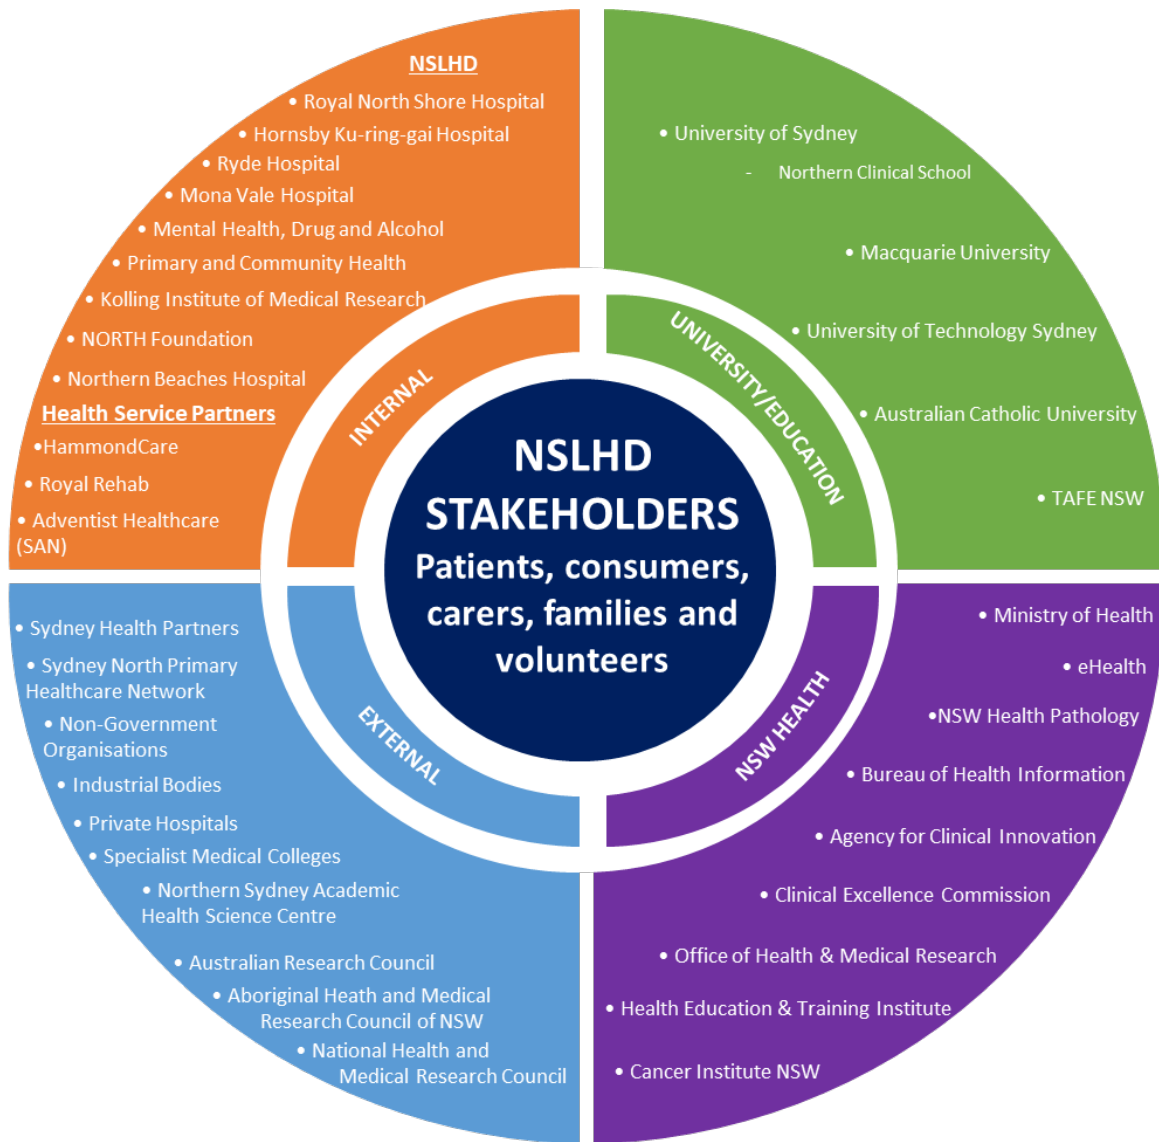 NSLHD
• Royal North Shore Hospital
• Hornsby Ku-ring-gai Hospital
• Ryde Hospital
• Mona Vale Hospital
• Mental Health, Drug and Alcohol
• Primary and Community Health
• Kolling Institute of Medical Research
• NORTH Foundation
• Northern Beaches Hospital
Health Service Partners
•HammondCare
• Royal Rehab
• Adventist Healthcare
(SAN)
INTERNAL
• University of Sydney
- Northern Clinical School
• Macquarie University
• University of Technology Sydney
• Australian Catholic University
• TAFE NSW
UNIVERSITY/EDUCATION
NSLHD
STAKEHOLDERS
Patients, consumers,
carers, families and
volunteers
• Sydney Health Partners
• Sydney North Primary
Healthcare Network
• Non-Government
Organisations
• Industrial Bodies
• Private Hospitals
• Specialist Medical Colleges
• Northern Sydney Academic
Health Science Centre
• Australian Research Council
• Aboriginal Heath and Medical
Research Council of NSW
• National Health and
Medical Research Council
EXTERNAL
• Ministry of Health
• eHealth
•NSW Health Pathology
• Bureau of Health Information
• Agency for Clinical Innovation
• Clinical Excellence Commission
• Office of Health & Medical Research
• Health Education & Training Institute
• Cancer Institute NSW
NSW HEALTH